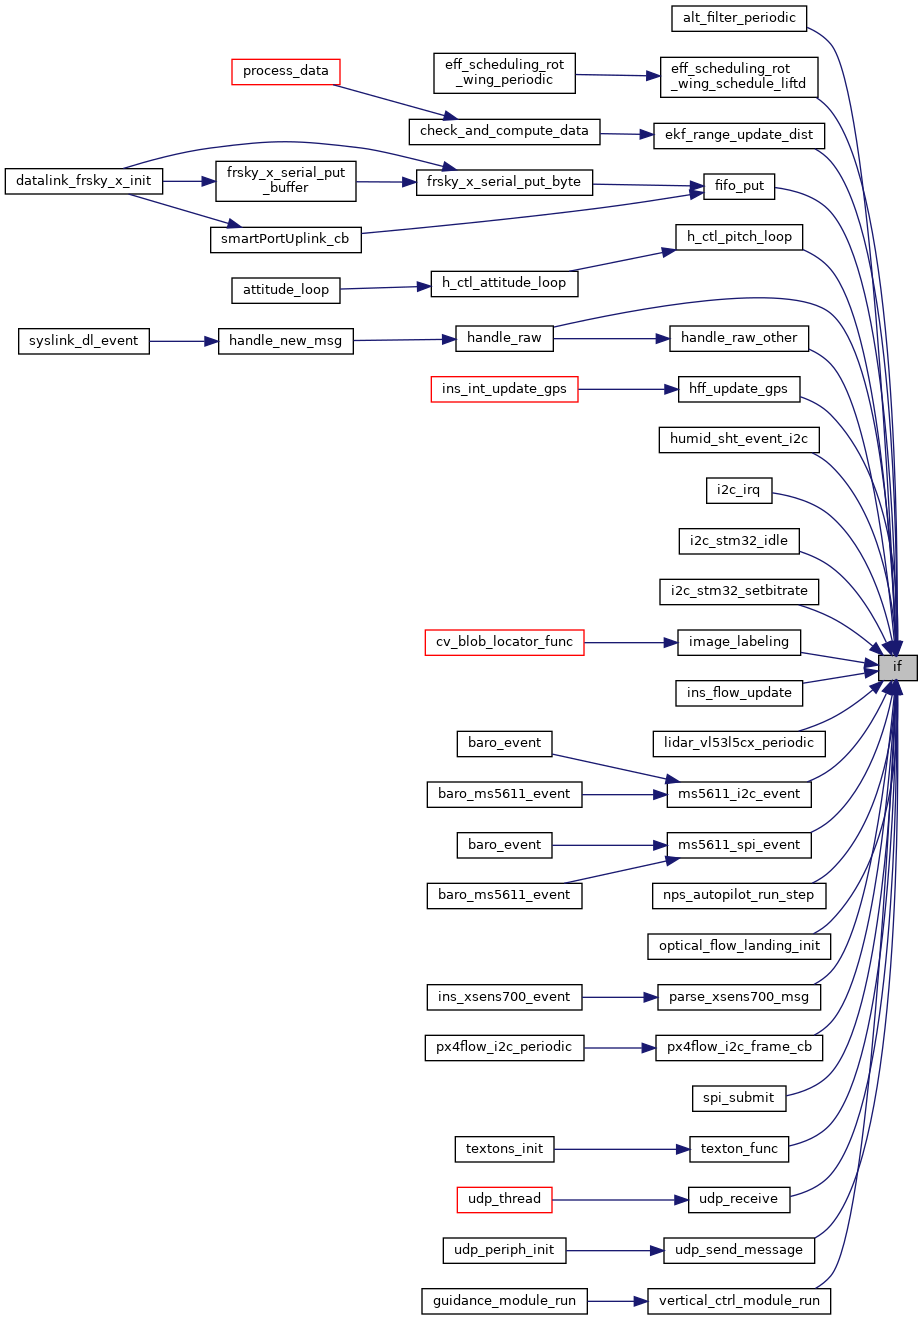 alt_filter_periodic
eff_scheduling_rot
_wing_periodic
eff_scheduling_rot
_wing_schedule_liftd
process_data
check_and_compute_data
ekf_range_update_dist
datalink_frsky_x_init
frsky_x_serial_put
_buffer
frsky_x_serial_put_byte
fifo_put
smartPortUplink_cb
h_ctl_pitch_loop
attitude_loop
h_ctl_attitude_loop
syslink_dl_event
handle_new_msg
handle_raw
handle_raw_other
ins_int_update_gps
hff_update_gps
humid_sht_event_i2c
i2c_irq
i2c_stm32_idle
i2c_stm32_setbitrate
cv_blob_locator_func
image_labeling
if
ins_flow_update
baro_event
lidar_vl53l5cx_periodic
baro_ms5611_event
ms5611_i2c_event
baro_event
ms5611_spi_event
baro_ms5611_event
nps_autopilot_run_step
optical_flow_landing_init
ins_xsens700_event
parse_xsens700_msg
px4flow_i2c_periodic
px4flow_i2c_frame_cb
spi_submit
textons_init
texton_func
udp_thread
udp_receive
udp_periph_init
udp_send_message
guidance_module_run
vertical_ctrl_module_run